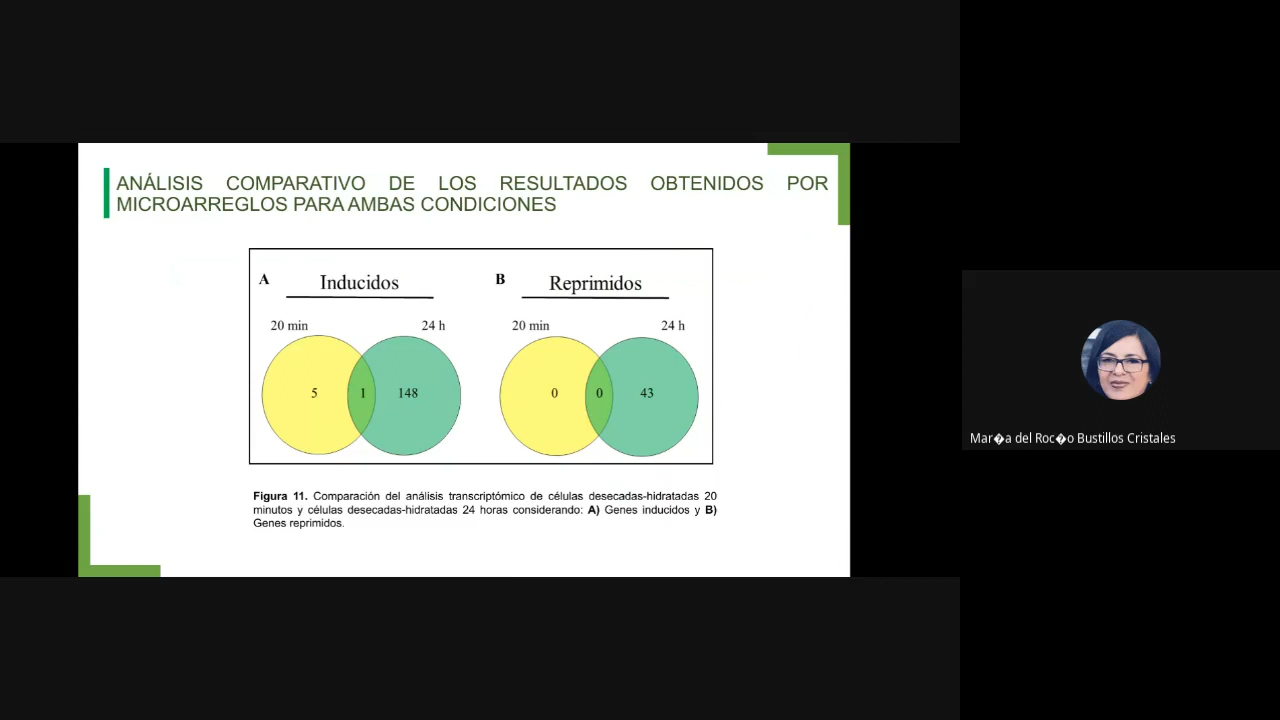 ANÁLISIS COMPARATIVO DE LOS RESULTADOS OBTENIDOS POR
MICROARREGLOS PARA AMBAS CONDICIONES
A Inducidos
20 min 24 h
5 1 148
B Reprimidos
20 min 24 h
0 0 43
Figura 11. Comparación del análisis transcriptómico de células desecadas-hidratadas 20
minutos y células desecadas-hidratadas 24 horas considerando: A) Genes inducidos y B)
Genes reprimidos.
Mar�a del Roc�o Bustillos Cristales